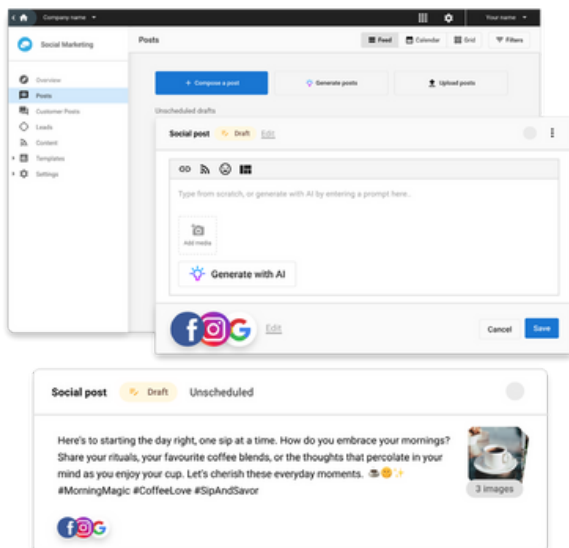 Company name
Your name
Social Marketing
Posts
Feed
Calendar
Grid
Filters
Overview
Posts
Customer Posts
Leads
Content
Templates
Settings
+ Compose a post
Generate posts
Upload posts
Unscheduled drafts
Social post
Draft
Edit
Type from scratch, or generate with AI by entering a prompt here..
Add media
Generate with AI
Edit
Cancel
Save
Social post
Draft
Unscheduled
Here's to starting the day right, one sip at a time. How do you embrace your mornings?
Share your rituals, your favourite coffee blends, or the thoughts that percolate in your
mind as you enjoy your cup. Let's cherish these everyday moments. ☕😊✨
#MorningMagic #CoffeeLove #SipAndSavor
3 images